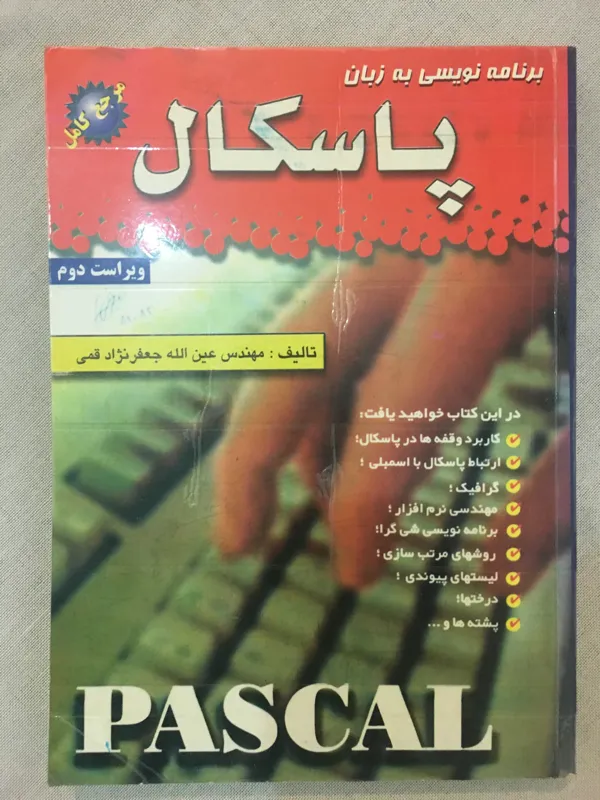 برنامه نویسی به زبان
پاسکال
مرجع کامل
ویراست دوم
تالیف : مهندس عین الله جعفرنژاد قمی
در این کتاب خواهید یافت:
کاربرد وقفه ها در پاسکال؛
ارتباط پاسکال با اسمبلی ؛
گرافیک ؛
مهندسی نرم افزار ؛
برنامه نویسی شی گرا؛
روشهای مرتب سازی ؛
لیستهای پیوندی ؛
درختها؛
پشته ها و ...
PASCAL